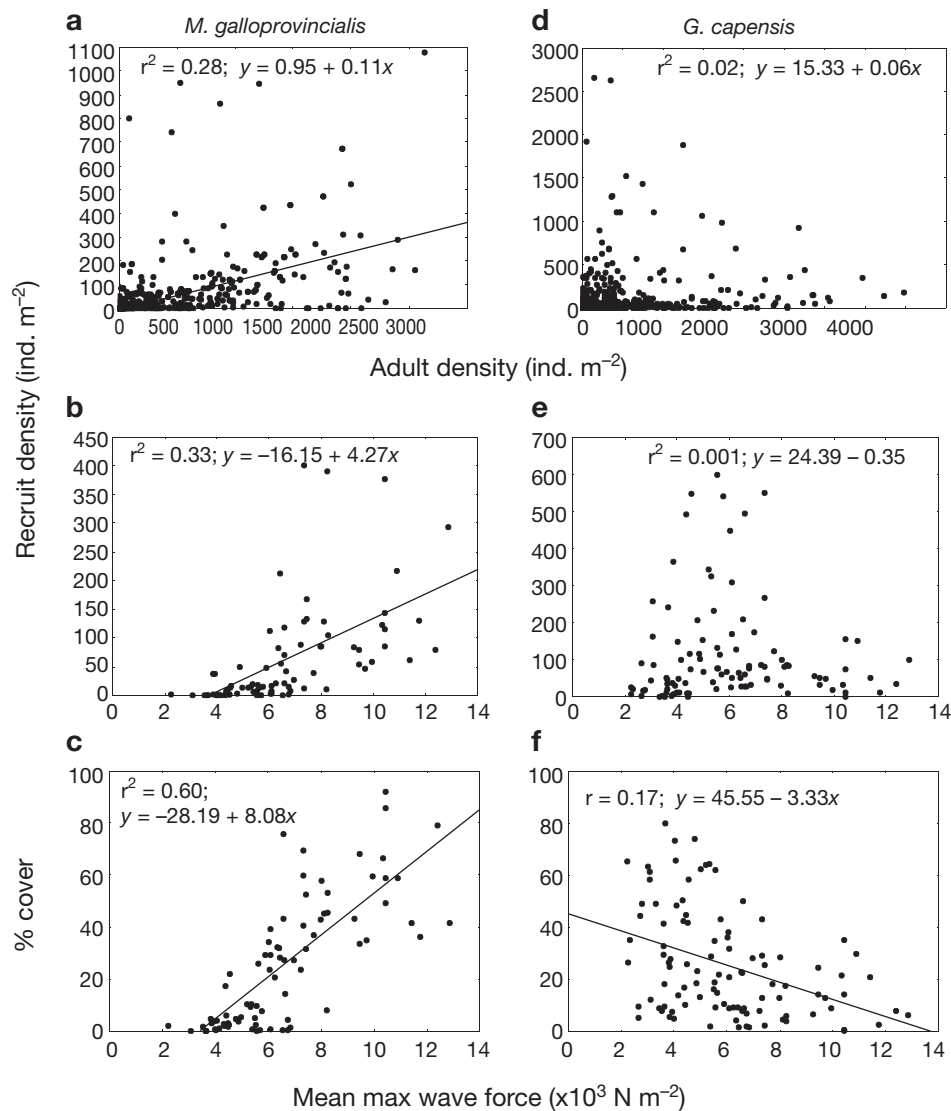 a
M. galloprovincialis
r² = 0.28; y = 0.95 + 0.11x
1100
1000
900
800
700
600
500
400
300
200
100
0
0 500 1000 1500 2000 2500 3000
d
G. capensis
r² = 0.02; y = 15.33 + 0.06x
3000
2500
2000
1500
1000
500
0
0 1000 2000 3000 4000
Adult density (ind. m⁻²)
Recruit density (ind. m⁻²)
b
r² = 0.33; y = –16.15 + 4.27x
450
400
350
300
250
200
150
100
50
0
0 2 4 6 8 10 12 14
e
r² = 0.001; y = 24.39 – 0.35
700
600
500
400
300
200
100
0
0 2 4 6 8 10 12 14
c
r² = 0.60;
y = –28.19 + 8.08x
100
80
60
40
20
0
0 2 4 6 8 10 12 14
% cover
f
r = 0.17; y = 45.55 – 3.33x
100
80
60
40
20
0
0 2 4 6 8 10 12 14
Mean max wave force (x10³ N m⁻²)